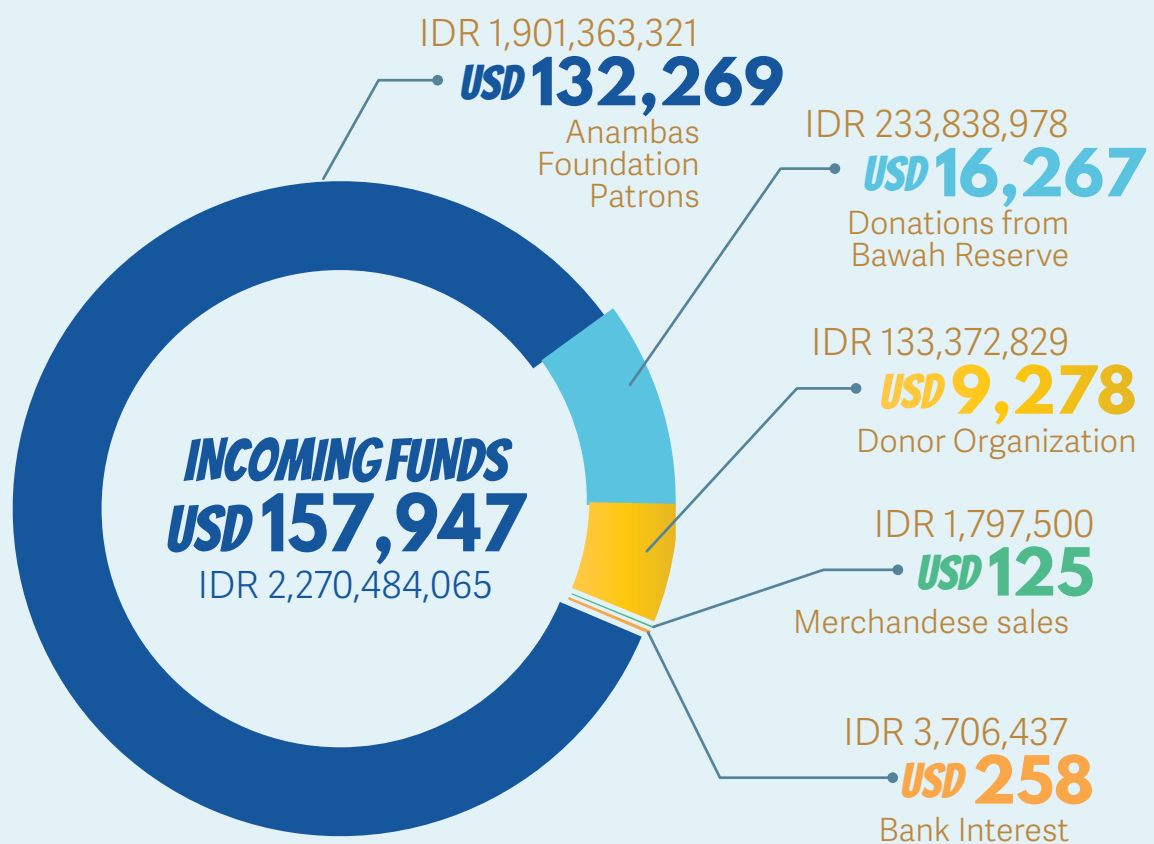 IDR 1,901,363,321
USD 132,269
Anambas
Foundation
Patrons
IDR 233,838,978
USD 16,267
Donations from
Bawah Reserve
IDR 133,372,829
USD 9,278
Donor Organization
INCOMING FUNDS
USD 157,947
IDR 2,270,484,065
IDR 1,797,500
USD 125
Merchandese sales
IDR 3,706,437
USD 258
Bank Interest